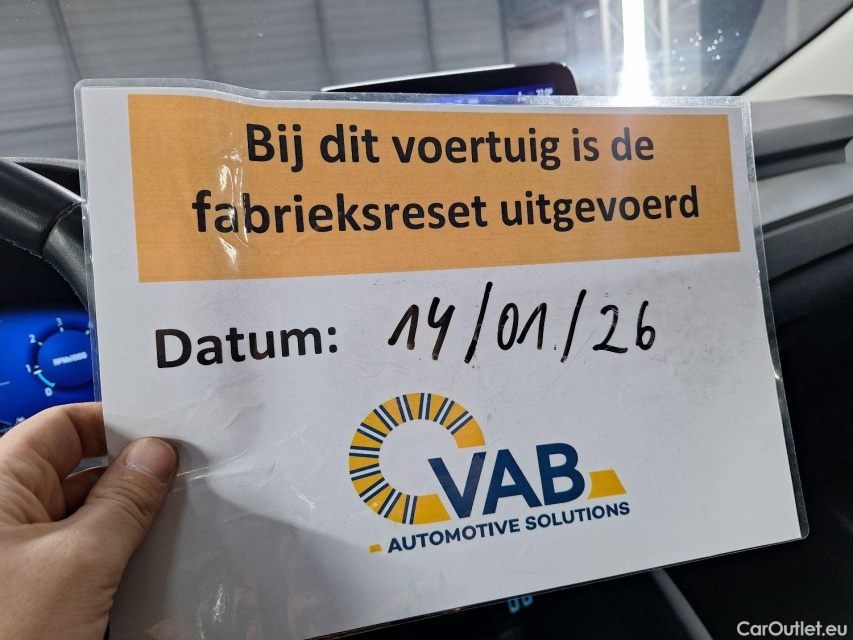 Bij dit voertuig is de
fabrieksreset uitgevoerd
Datum: 14/01/26
VAB
AUTOMOTIVE SOLUTIONS
CarOutlet.eu